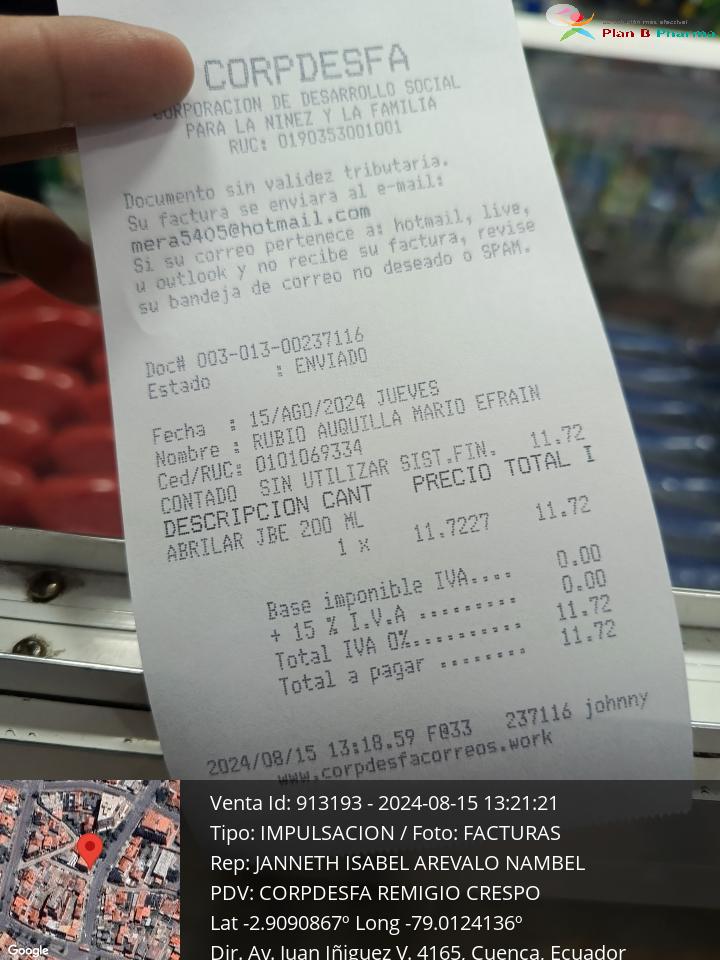 Plan B Pharma
CORPDESFA
CORPORACION DE DESARROLLO SOCIAL
PARA LA NINEZ Y LA FAMILIA
RUC: 0190353001001
Documento sin validez tributaria.
Su factura se enviara al e-mail:
mera5405@hotmail.com
Si su correo pertenece a: hotmail, live,
u outlook y no recibe su factura, revise
su bandeja de correo no deseado o SPAM.
Doc# 003-013-00237116
Estado : ENVIADO
Fecha : 15/AGO/2024 JUEVES
Nombre : RUBIO AUQUILLA MARIO EFRAIN
Ced/RUC: 0101069334
CONTADO SIN UTILIZAR SIST.FIN. 11.72
DESCRIPCION CANT PRECIO TOTAL I
ABRILAR JBE 200 ML
1 X 11.7227 11.72
Base imponible IVA.... 0.00
+ 15 % I.V.A ......... 0.00
Total IVA 0%.......... 11.72
Total a pagar ........ 11.72
2024/08/15 13:18.59 F@33 237116 johnny
www.corpdesfacorreos.work
Venta Id: 913193 - 2024-08-15 13:21:21
Tipo: IMPULSACION / Foto: FACTURAS
Rep: JANNETH ISABEL AREVALO NAMBEL
PDV: CORPDESFA REMIGIO CRESPO
Lat -2.9090867º Long -79.0124136º
Dir. Av. Juan Iñiguez V. 4165, Cuenca, Ecuador
Google